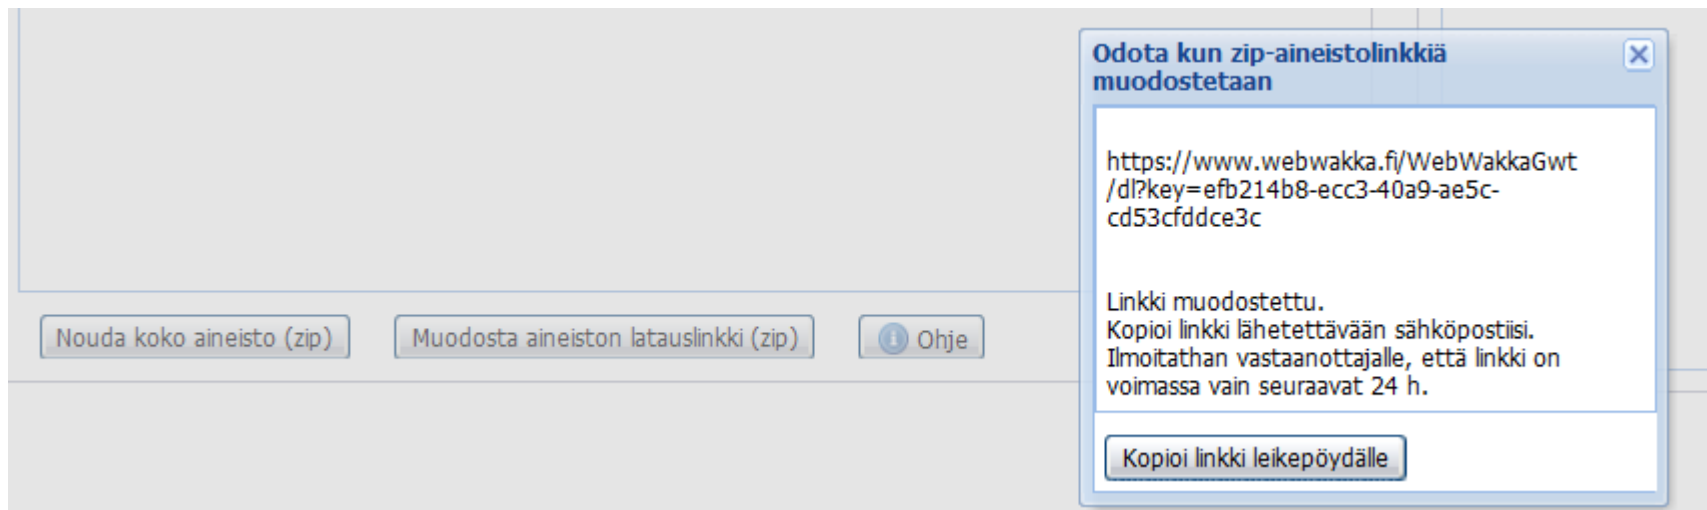 Odota kun zip-aineistolinkkiä
muodostetaan
https://www.webwakka.fi/WebWakkaGwt
/dl?key=efb214b8-ecc3-40a9-ae5c-
cd53cfddce3c
Linkki muodostettu.
Kopioi linkki lähetettävään sähköpostiisi.
Ilmoitathan vastaanottajalle, että linkki on
voimassa vain seuraavat 24 h.
Kopioi linkki leikepöydälle
Nouda koko aineisto (zip)
Muodosta aineiston latauslinkki (zip)
Ohje